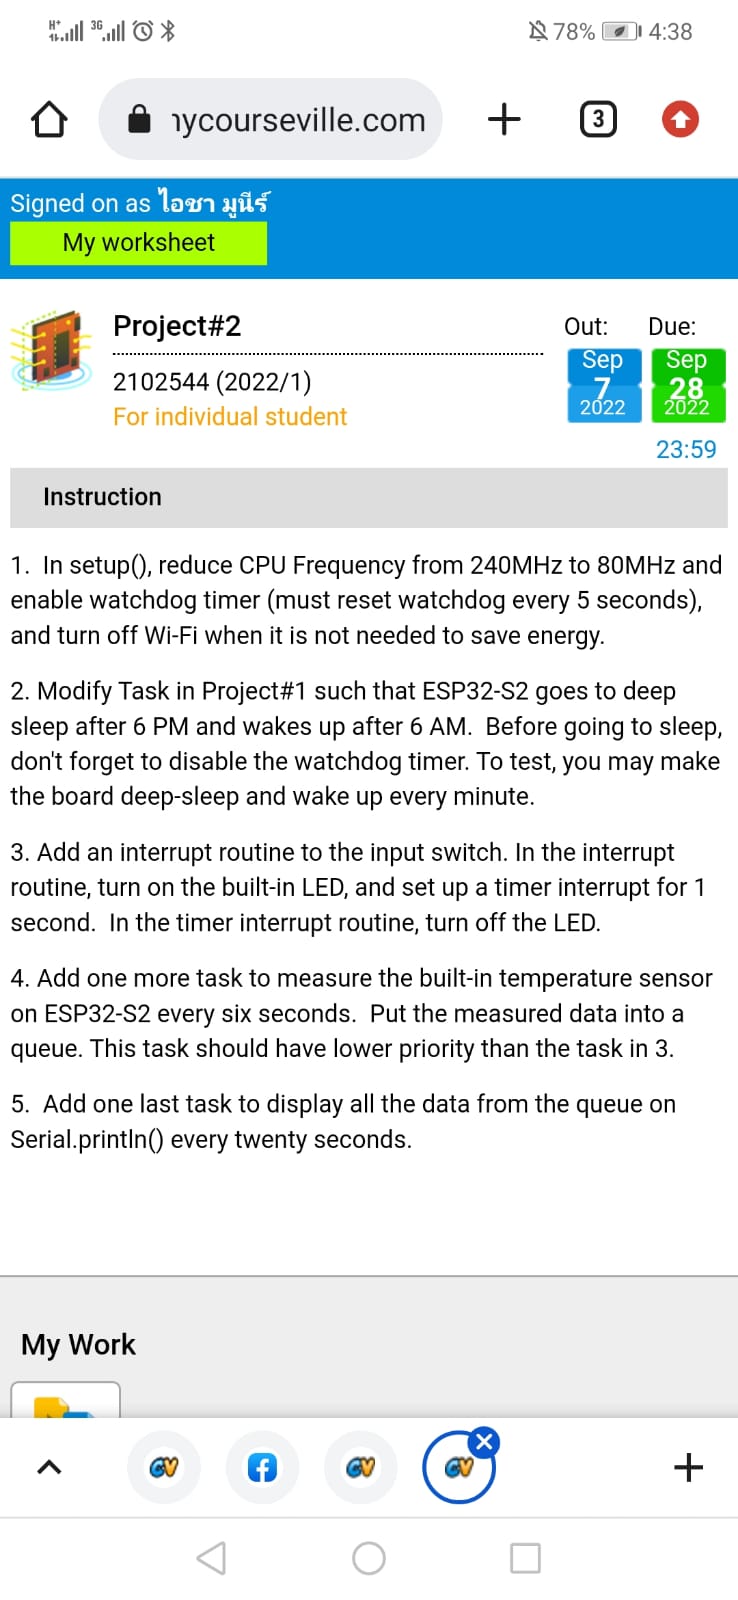 H+ 3G 78% 4:38
nycourseville.com 3
Signed on as ไอชา มูนีร์
My worksheet
Project#2
Out: Due:
Sep 7 2022
Sep 28 2022
2102544 (2022/1)
For individual student
23:59
Instruction
1. In setup(), reduce CPU Frequency from 240MHz to 80MHz and
enable watchdog timer (must reset watchdog every 5 seconds),
and turn off Wi-Fi when it is not needed to save energy.
2. Modify Task in Project#1 such that ESP32-S2 goes to deep
sleep after 6 PM and wakes up after 6 AM. Before going to sleep,
don't forget to disable the watchdog timer. To test, you may make
the board deep-sleep and wake up every minute.
3. Add an interrupt routine to the input switch. In the interrupt
routine, turn on the built-in LED, and set up a timer interrupt for 1
second. In the timer interrupt routine, turn off the LED.
4. Add one more task to measure the built-in temperature sensor
on ESP32-S2 every six seconds. Put the measured data into a
queue. This task should have lower priority than the task in 3.
5. Add one last task to display all the data from the queue on
Serial.println() every twenty seconds.
My Work